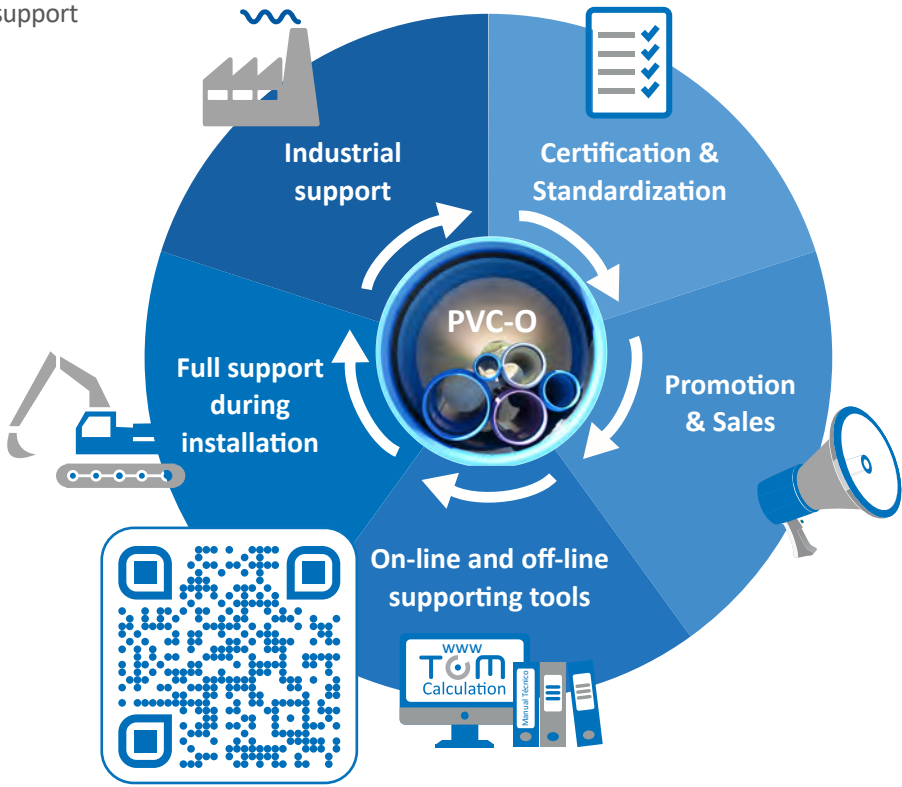 support
Industrial
support
Certification &
Standardization
PVC-O
Full support
during
installation
Promotion
& Sales
On-line and off-line
supporting tools
www
TOM
Calculation
Manual Técnico